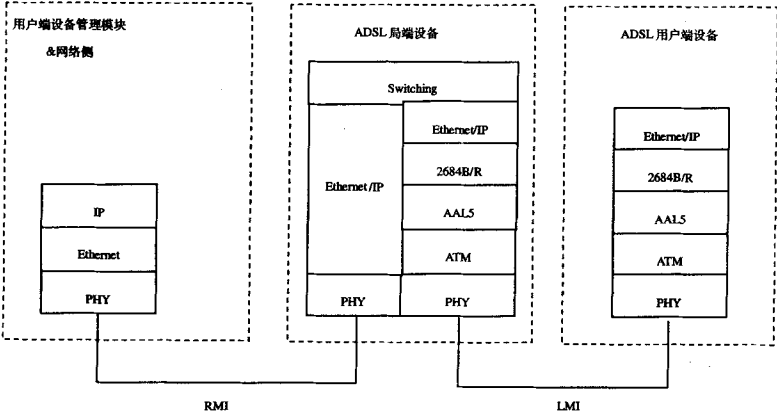 用户端设备管理模块
&网络侧
IP
Ethernet
PHY
ADSL 局端设备
Switching
Ethernet/IP
Ethernet/IP
2684B/R
AAL5
ATM
PHY
PHY
ADSL 用户端设备
Ethernet/IP
2684B/R
AAL5
ATM
PHY
RMI
LMI